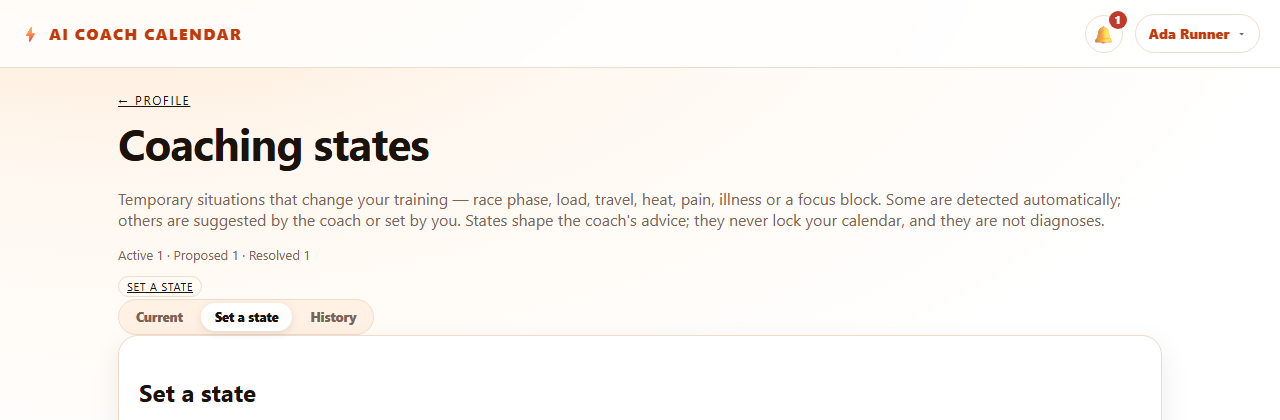 AI COACH CALENDAR
1
Ada Runner
← PROFILE
Coaching states
Temporary situations that change your training — race phase, load, travel, heat, pain, illness or a focus block. Some are detected automatically;
others are suggested by the coach or set by you. States shape the coach's advice; they never lock your calendar, and they are not diagnoses.
Active 1 · Proposed 1 · Resolved 1
SET A STATE
Current Set a state History
Set a state